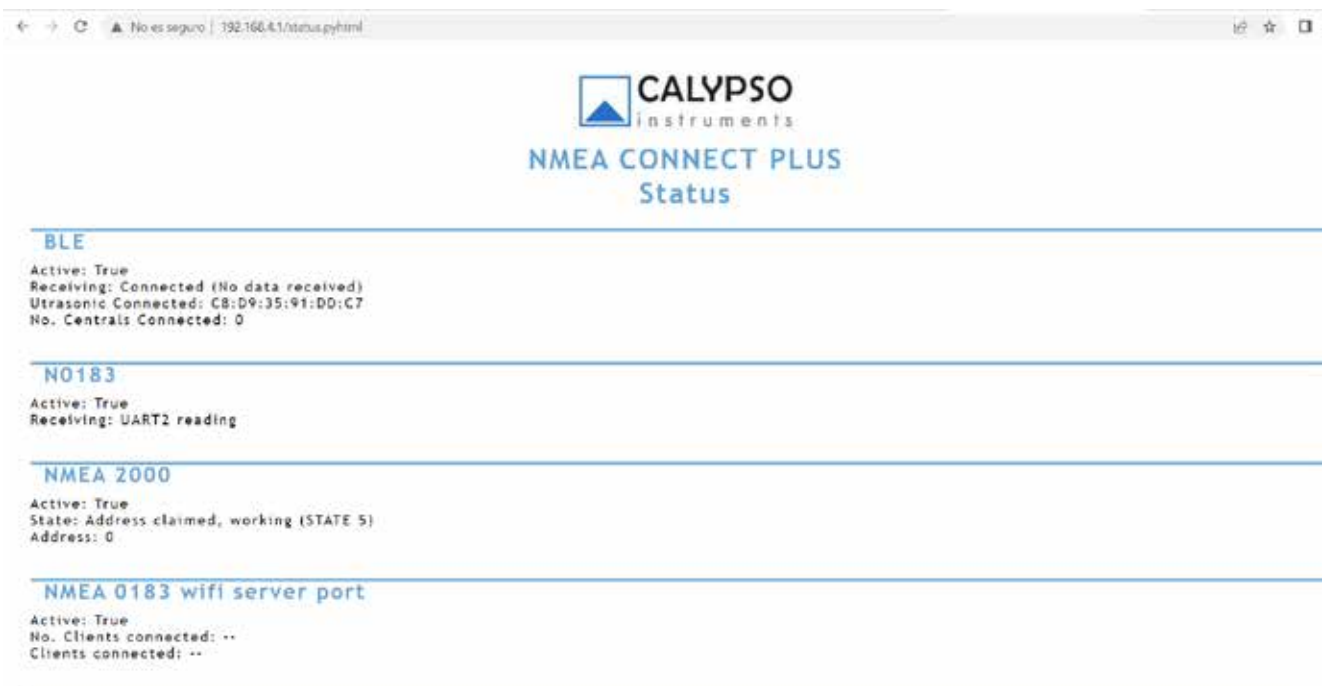 No es seguro | 192.168.4.1/status.pyhtml
CALYPSO
instruments
NMEA CONNECT PLUS
Status
BLE
Active: True
Receiving: Connected (No data received)
Utrasonic Connected: C8:D9:35:91:DD:C7
No. Centrals Connected: 0
N0183
Active: True
Receiving: UART2 reading
NMEA 2000
Active: True
State: Address claimed, working (STATE 5)
Address: 0
NMEA 0183 wifi server port
Active: True
No. Clients connected: --
Clients connected: --